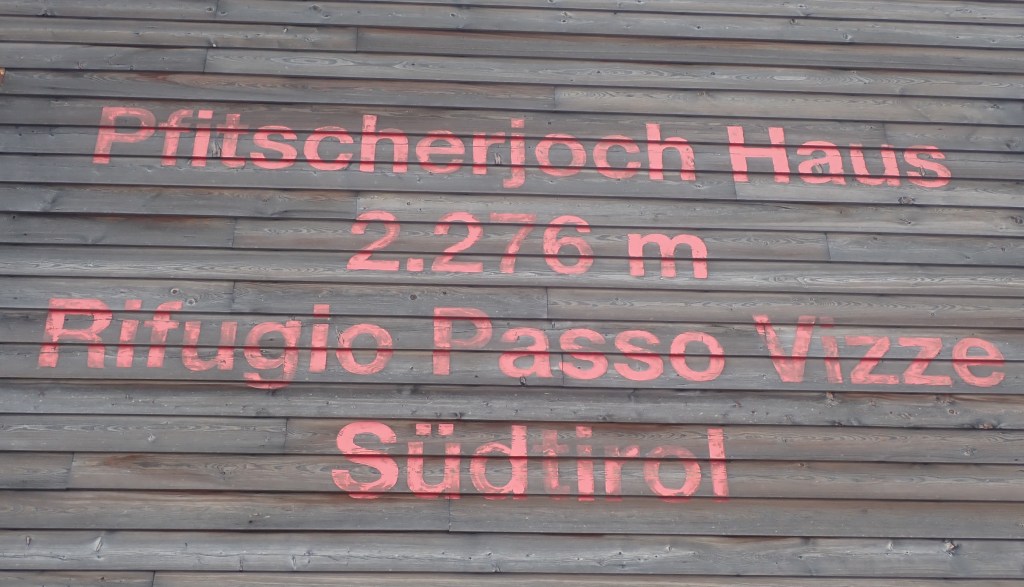 Pfitscherjoch Haus
2.276 m
Rifugio Passo Vizze
Südtirol